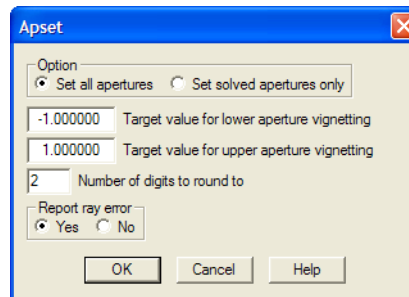 Apset
Option
Set all apertures Set solved apertures only
-1.000000 Target value for lower aperture vignetting
1.000000 Target value for upper aperture vignetting
2 Number of digits to round to
Report ray error
Yes No
OK Cancel Help